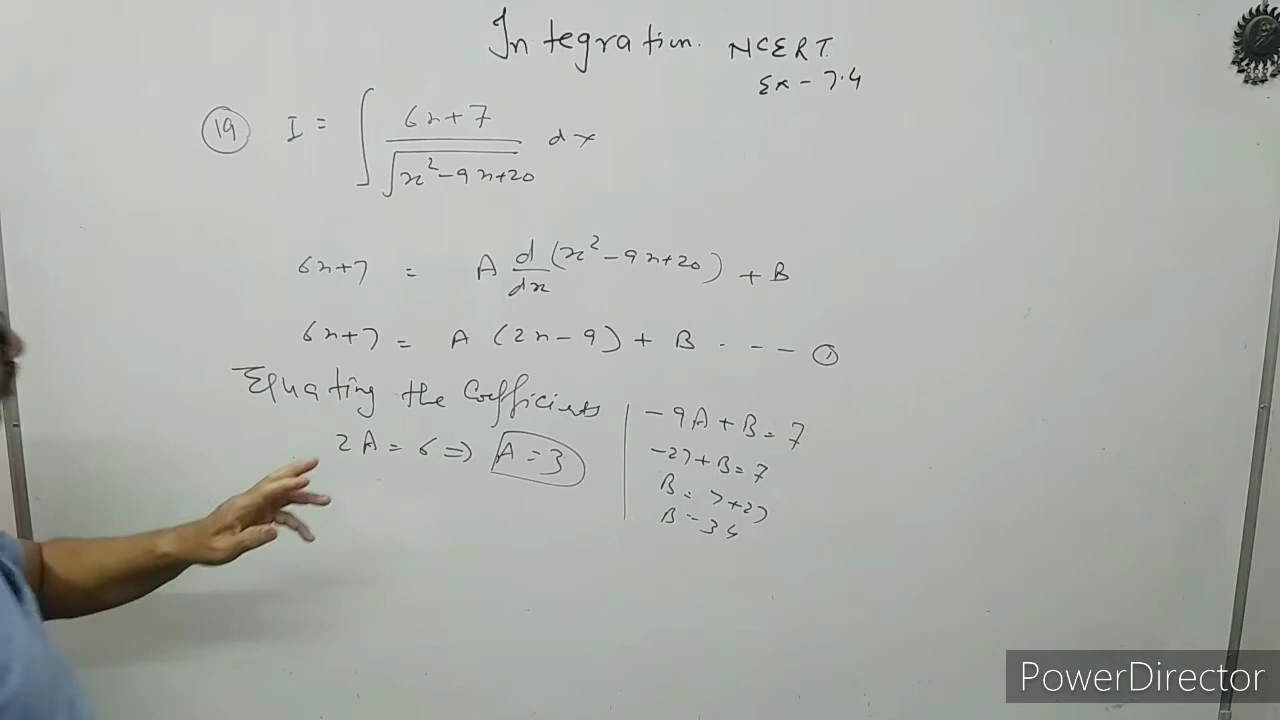 Integration. NCERT.
Ex - 7.4
(19) I = ∫ (6x+7)/√(x²-9x+20) dx
6x+7 = A d/dx (x²-9x+20) + B
6x+7 = A (2x-9) + B . - - - (1)
Equating the Coefficients
2A = 6 => A = 3
-9A + B = 7
-27 + B = 7
B = 7 + 27
B = 34
PowerDirector